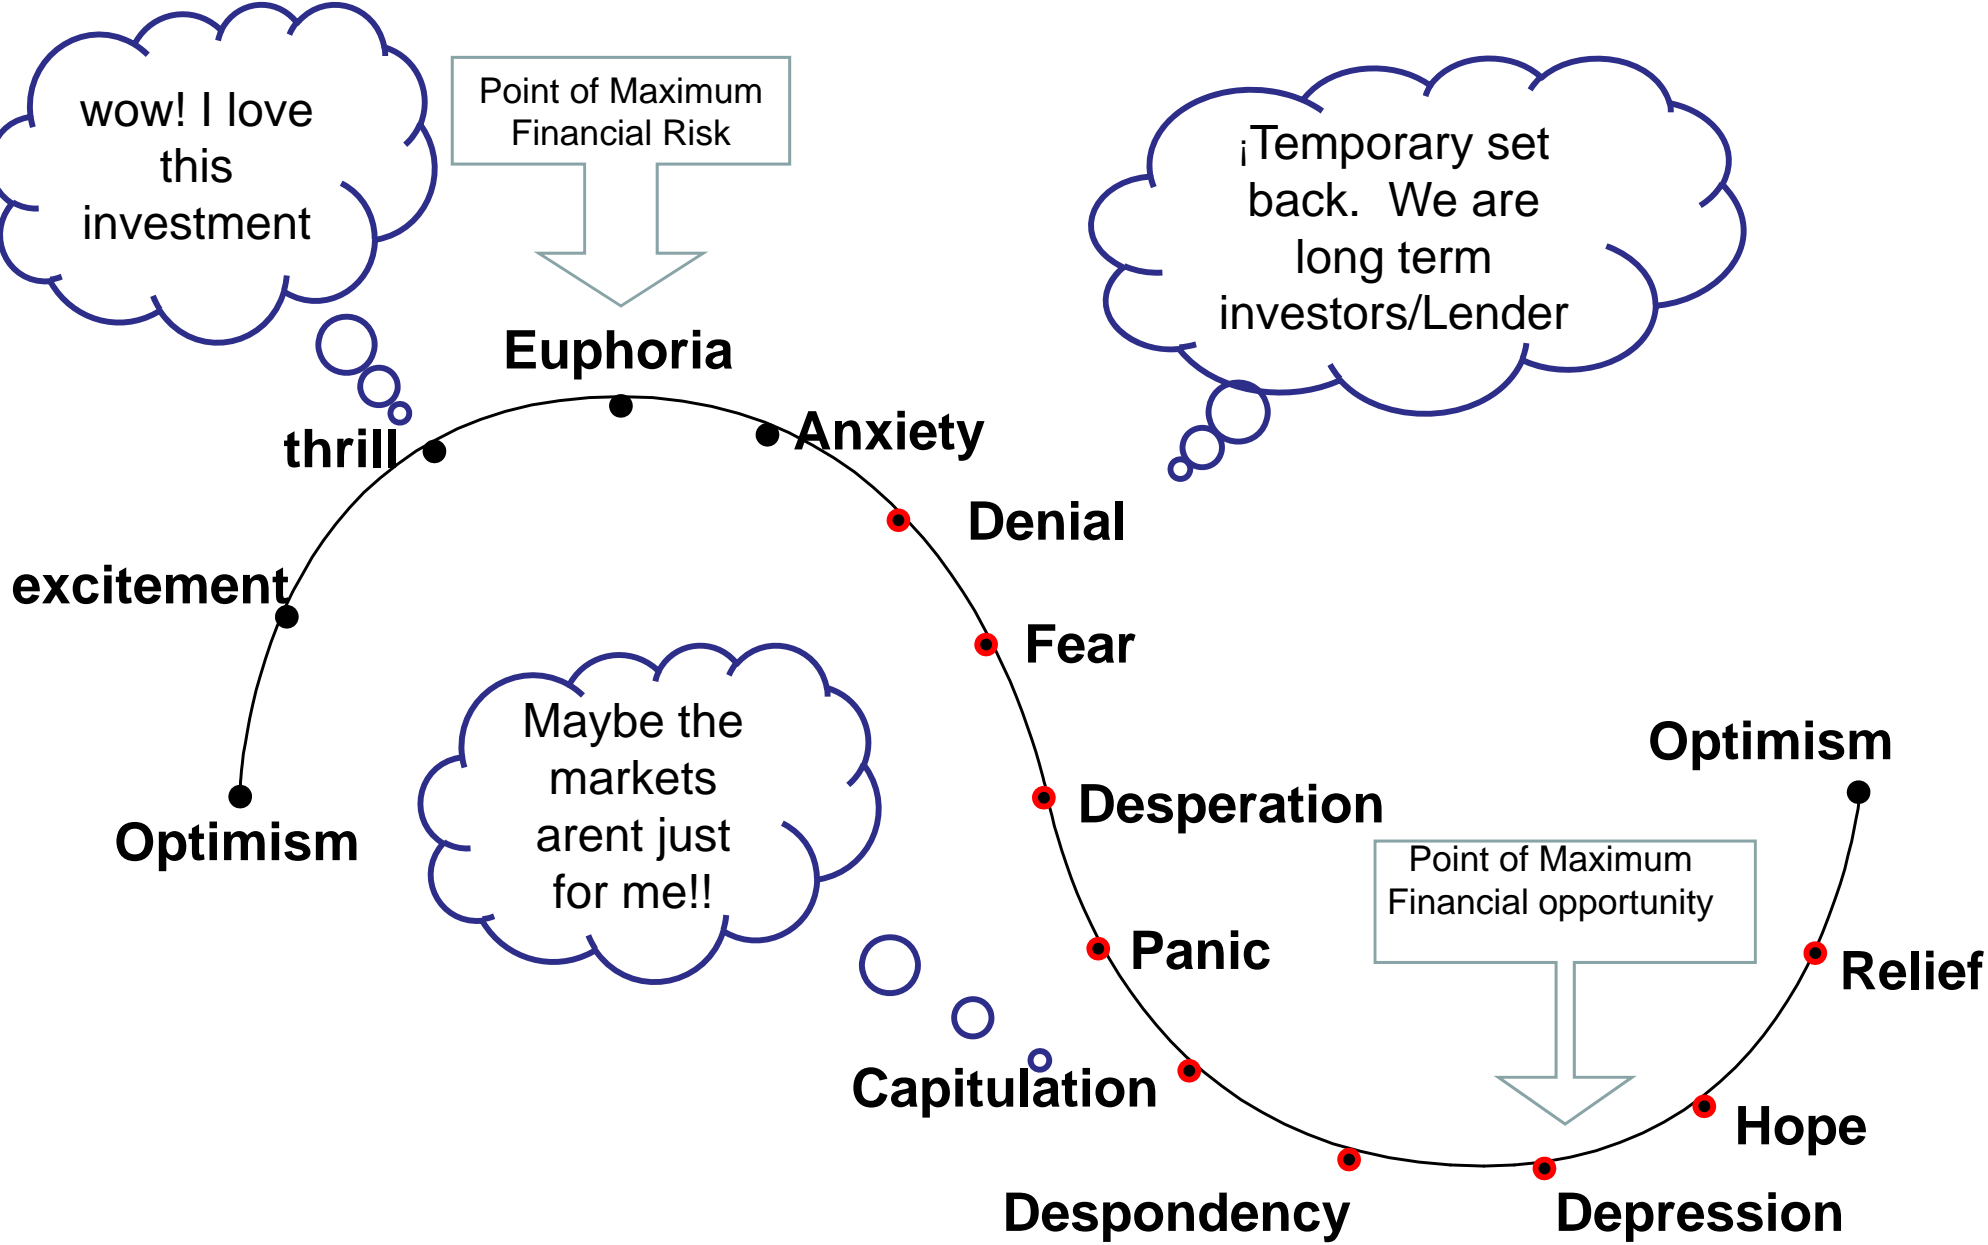 wow! I love
this
investment
Point of Maximum
Financial Risk
¡Temporary set
back.  We are
long term
investors/Lender
Euphoria
thrill
Anxiety
Denial
excitement
Fear
Maybe the
markets
arent just
for me!!
Optimism
Desperation
Optimism
Point of Maximum
Financial opportunity
Panic
Relief
Capitulation
Hope
Despondency
Depression